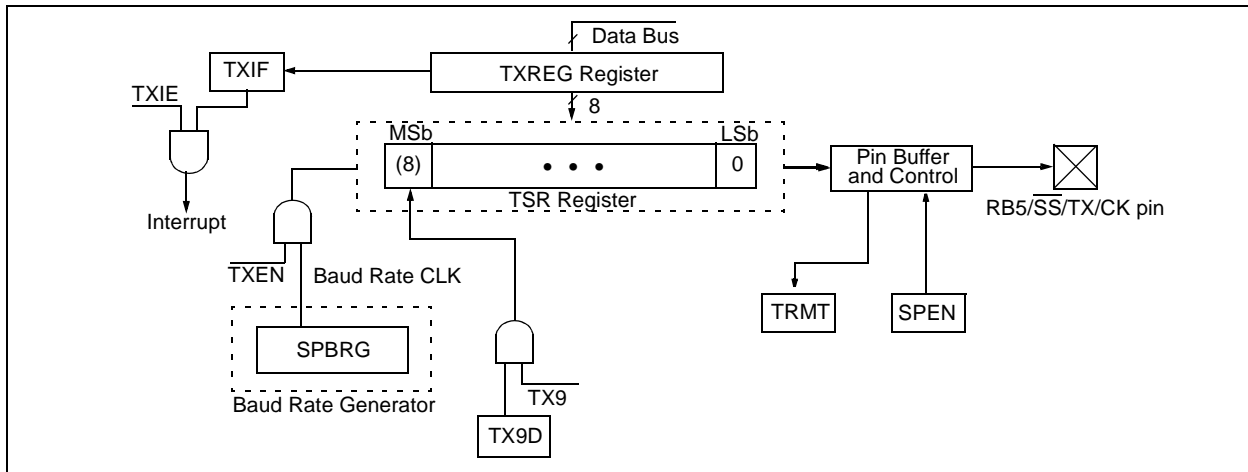 Data Bus
TXIF
TXREG Register
TXIE
8
MSb
LSb
(8)
• • •
0
Pin Buffer
and Control
TSR Register
RB5/S̅S̅/TX/CK pin
Interrupt
TXEN
Baud Rate CLK
TRMT
SPEN
SPBRG
TX9
Baud Rate Generator
TX9D